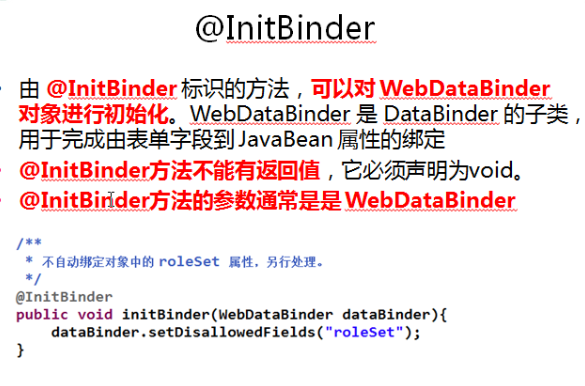 @InitBinder
• 由 @InitBinder 标识的方法，可以对 WebDataBinder
对象进行初始化。WebDataBinder 是 DataBinder 的子类，
用于完成由表单字段到 JavaBean 属性的绑定
• @InitBinder方法不能有返回值，它必须声明为void。
• @InitBinder方法的参数通常是是 WebDataBinder
/**
 * 不自动绑定对象中的 roleSet 属性，另行处理。
 */
@InitBinder
public void initBinder(WebDataBinder dataBinder){
    dataBinder.setDisallowedFields("roleSet");
}